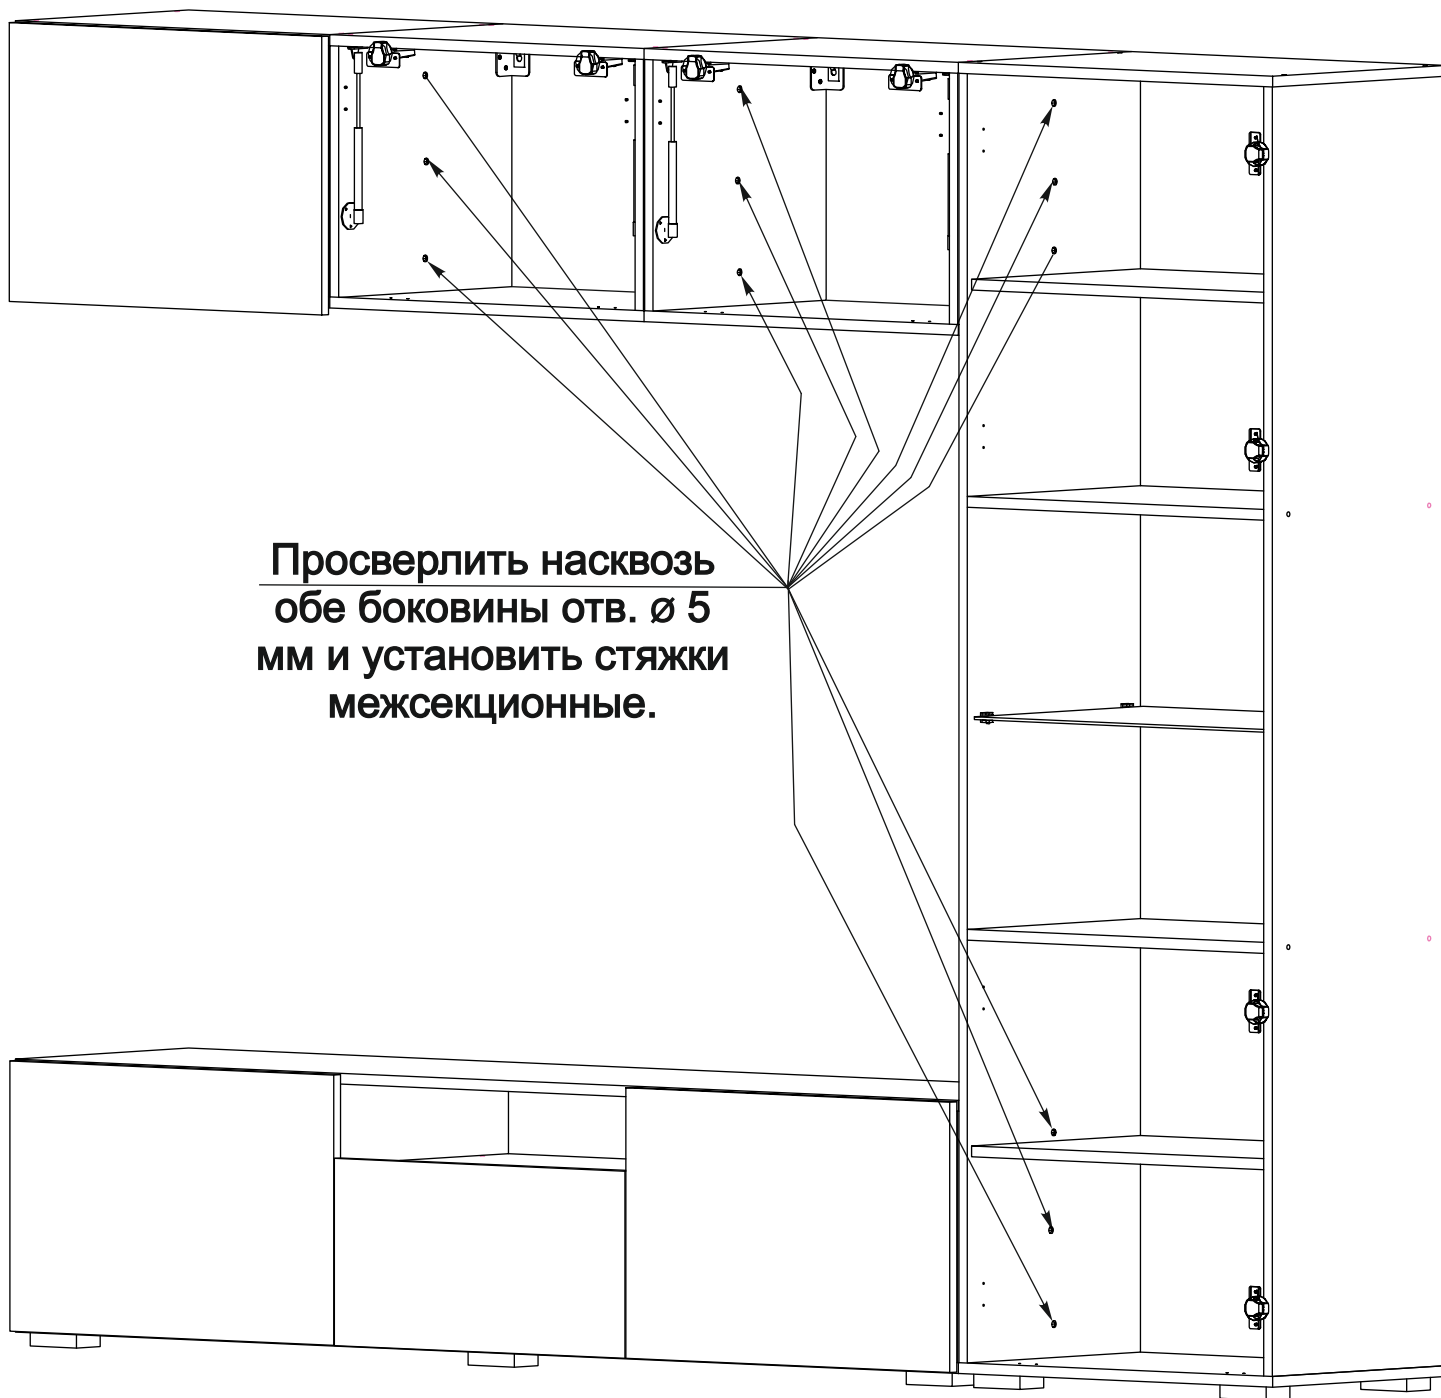 Просверлить насквозь
обе боковины отв. ø 5
мм и установить стяжки
межсекционные.